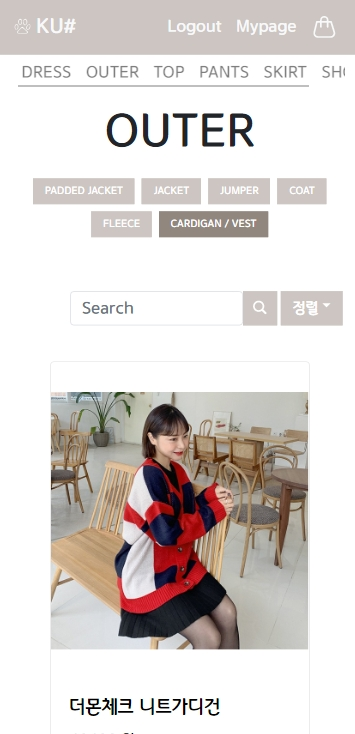 KU# Logout Mypage
DRESS OUTER TOP PANTS SKIRT SHO
OUTER
PADDED JACKET JACKET JUMPER COAT
FLEECE CARDIGAN / VEST
Search 정렬
더몬체크 니트가디건